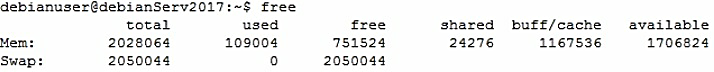 debianuser@debianServ2017:~$ free
total used free shared buff/cache available
Mem: 2028064 109004 751524 24276 1167536 1706824
Swap: 2050044 0 2050044